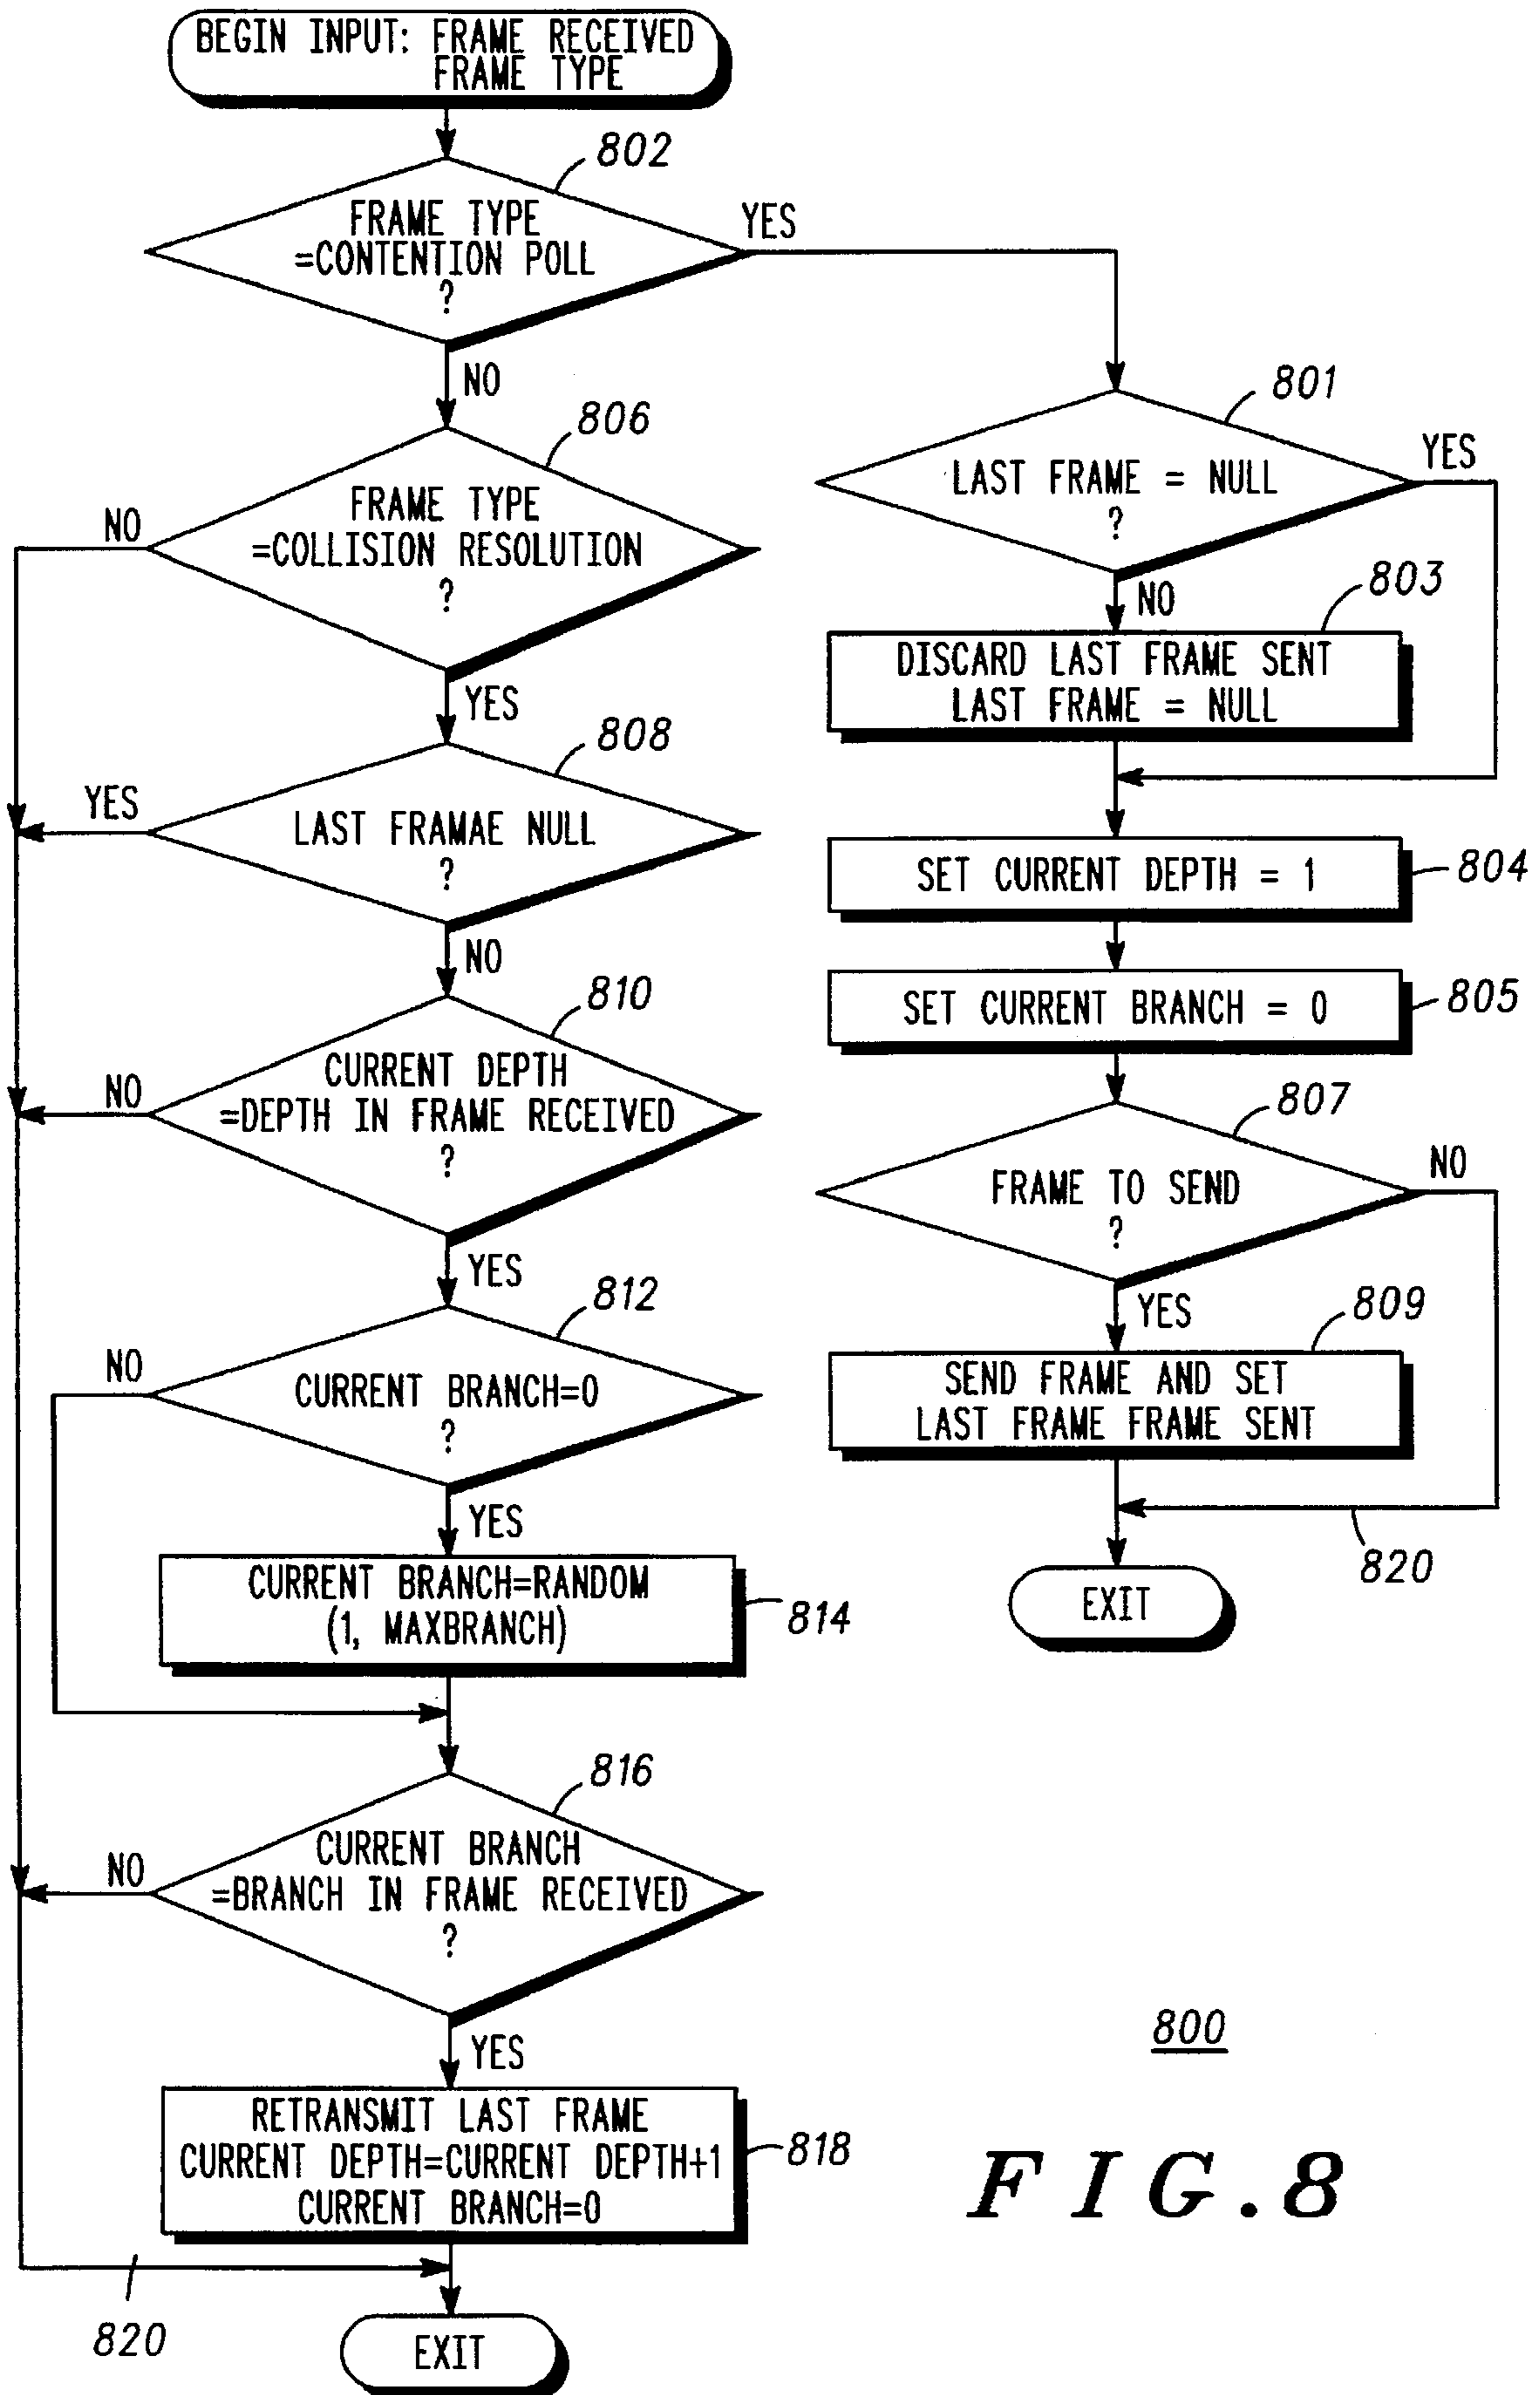 BEGIN INPUT: FRAME RECEIVED
FRAME TYPE
802
FRAME TYPE
=CONTENTION POLL
?
YES
NO
806
FRAME TYPE
=COLLISION RESOLUTION
?
NO
YES
808
LAST FRAMAE NULL
?
YES
NO
810
CURRENT DEPTH
=DEPTH IN FRAME RECEIVED
?
NO
YES
812
CURRENT BRANCH=0
?
NO
YES
CURRENT BRANCH=RANDOM
(1, MAXBRANCH)
814
816
CURRENT BRANCH
=BRANCH IN FRAME RECEIVED
?
NO
YES
RETRANSMIT LAST FRAME
CURRENT DEPTH=CURRENT DEPTH+1
CURRENT BRANCH=0
818
820
EXIT
801
LAST FRAME = NULL
?
YES
NO
803
DISCARD LAST FRAME SENT
LAST FRAME = NULL
SET CURRENT DEPTH = 1
804
SET CURRENT BRANCH = 0
805
807
FRAME TO SEND
?
NO
YES
809
SEND FRAME AND SET
LAST FRAME FRAME SENT
820
EXIT
800
FIG.8